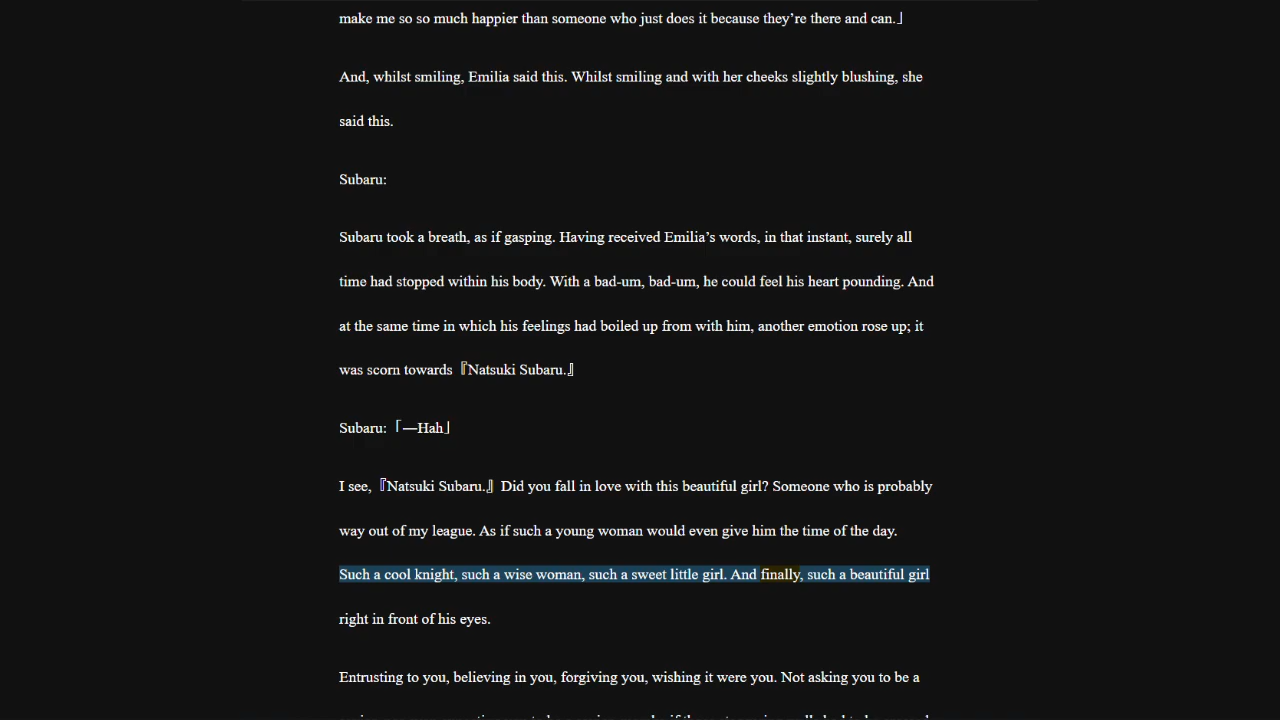 make me so so much happier than someone who just does it because they’re there and can.」
And, whilst smiling, Emilia said this. Whilst smiling and with her cheeks slightly blushing, she
said this.
Subaru:
Subaru took a breath, as if gasping. Having received Emilia’s words, in that instant, surely all
time had stopped within his body. With a bad-um, bad-um, he could feel his heart pounding. And
at the same time in which his feelings had boiled up from with him, another emotion rose up; it
was scorn towards『Natsuki Subaru.』
Subaru:「—Hah」
I see,『Natsuki Subaru.』Did you fall in love with this beautiful girl? Someone who is probably
way out of my league. As if such a young woman would even give him the time of the day.
Such a cool knight, such a wise woman, such a sweet little girl. And finally, such a beautiful girl
right in front of his eyes.
Entrusting to you, believing in you, forgiving you, wishing it were you. Not asking you to be a